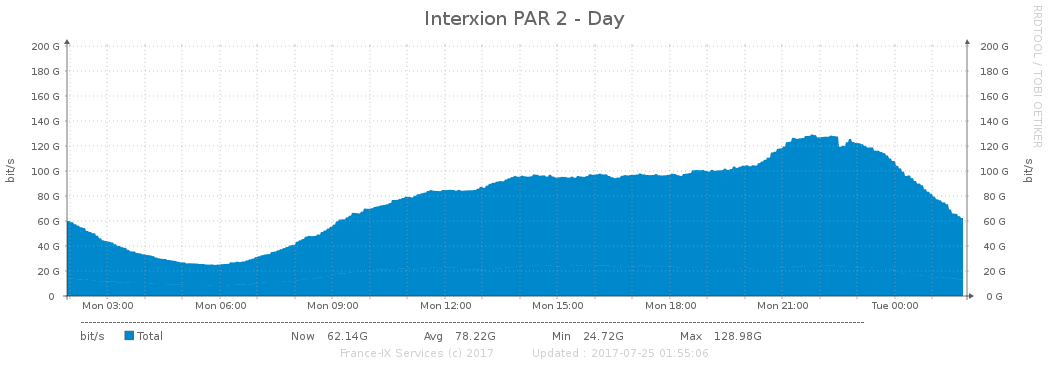 Interxion PAR 2 - Day
RRDTOOL / TOBI OETIKER
200 G 200 G
180 G 180 G
160 G 160 G
140 G 140 G
120 G 120 G
100 G 100 G
80 G 80 G
60 G 60 G
40 G 40 G
20 G 20 G
0 0 G
bit/s
bit/s
Mon 03:00 Mon 06:00 Mon 09:00 Mon 12:00 Mon 15:00 Mon 18:00 Mon 21:00 Tue 00:00
bit/s Total Now 62.14G Avg 78.22G Min 24.72G Max 128.98G
France-IX Services (c) 2017 Updated : 2017-07-25 01:55:06